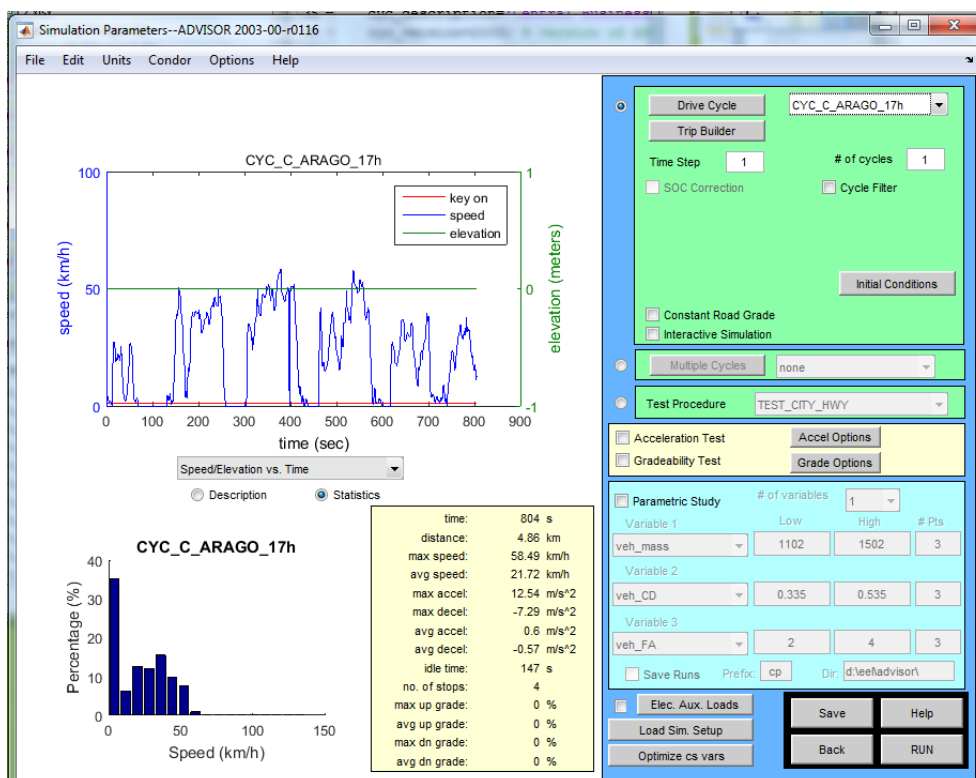 Simulation Parameters--ADVISOR 2003-00-r0116
File Edit Units Condor Options Help
CYC_C_ARAGO_17h
100
50
0
speed (km/h)
1
0
-1
elevation (meters)
key on
speed
elevation
0 100 200 300 400 500 600 700 800 900
time (sec)
Speed/Elevation vs. Time
Description Statistics
CYC_C_ARAGO_17h
40
30
20
10
0
Percentage (%)
0 50 100 150
Speed (km/h)
time: 804 s
distance: 4.86 km
max speed: 58.49 km/h
avg speed: 21.72 km/h
max accel: 12.54 m/s^2
max decel: -7.29 m/s^2
avg accel: 0.6 m/s^2
avg decel: -0.57 m/s^2
idle time: 147 s
no. of stops: 4
max up grade: 0 %
avg up grade: 0 %
max dn grade: 0 %
avg dn grade: 0 %
Drive Cycle CYC_C_ARAGO_17h
Trip Builder
Time Step 1 # of cycles 1
SOC Correction Cycle Filter
Initial Conditions
Constant Road Grade
Interactive Simulation
Multiple Cycles none
Test Procedure TEST_CITY_HWY
Acceleration Test Accel Options
Gradeability Test Grade Options
Parametric Study # of variables 1
Variable 1 Low High # Pts
veh_mass 1102 1502 3
Variable 2
veh_CD 0.335 0.535 3
Variable 3
veh_FA 2 4 3
Save Runs Prefix: cp Dir: d:\eel\advisor\
Elec. Aux. Loads
Load Sim. Setup
Optimize cs vars
Save Help
Back RUN